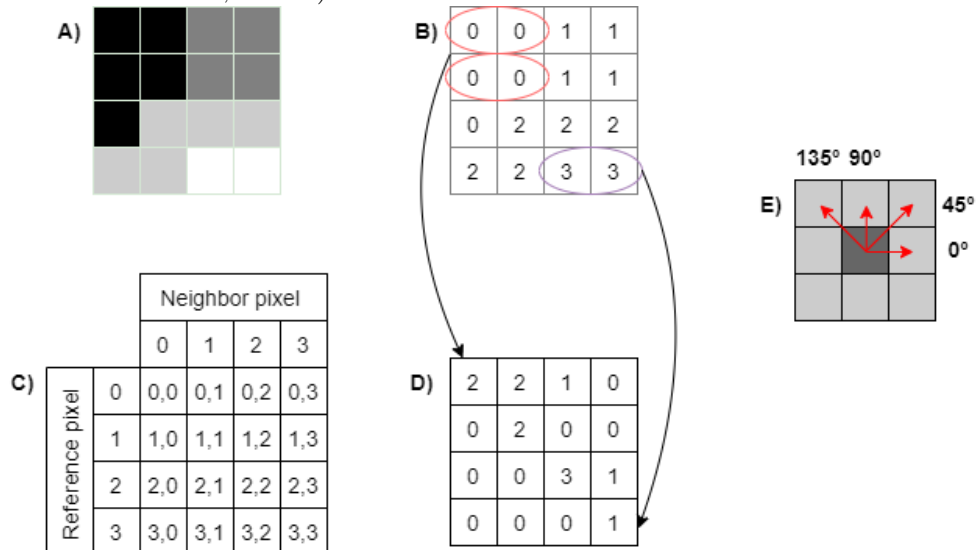 A)
B)
0 0 1 1
0 0 1 1
0 2 2 2
2 2 3 3
135º 90º
E)
45º
0º
Neighbor pixel
0 1 2 3
C)
Reference pixel
0 0,0 0,1 0,2 0,3
1 1,0 1,1 1,2 1,3
2 2,0 2,1 2,2 2,3
3 3,0 3,1 3,2 3,3
D)
2 2 1 0
0 2 0 0
0 0 3 1
0 0 0 1